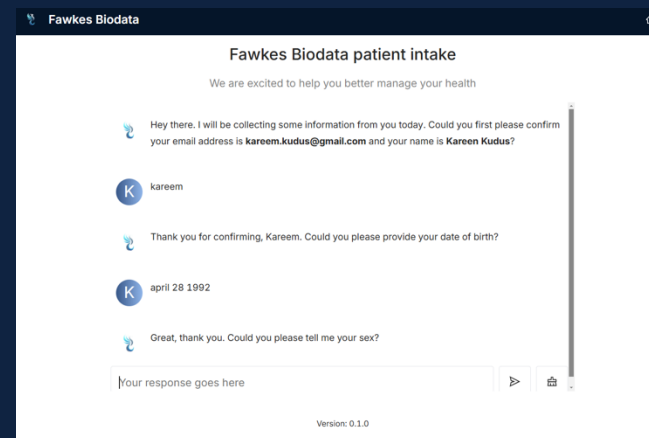 Fawkes Biodata
Fawkes Biodata patient intake
We are excited to help you better manage your health
Hey there. I will be collecting some information from you today. Could you first please confirm
your email address is kareem.kudus@gmail.com and your name is Kareen Kudus?
K
kareem
Thank you for confirming, Kareem. Could you please provide your date of birth?
K
april 28 1992
Great, thank you. Could you please tell me your sex?
Your response goes here
Version: 0.1.0